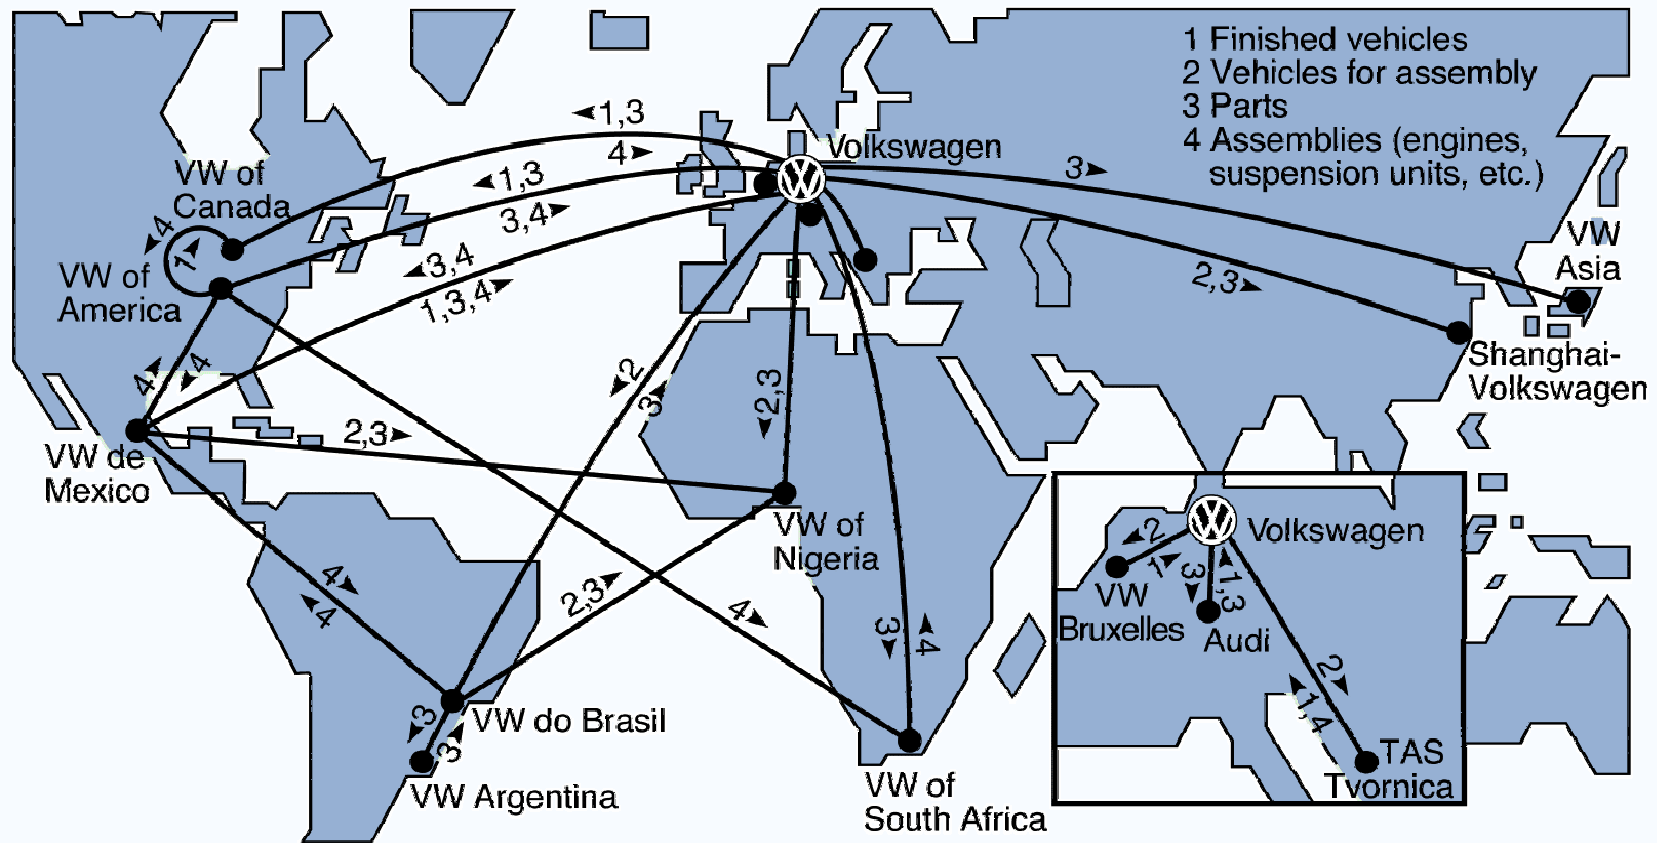 1 Finished vehicles
2 Vehicles for assembly
3 Parts
4 Assemblies (engines,
suspension units, etc.)
1,3
4
1,3
3,4
3,4
1,3,4
Volkswagen
3
2,3
VW
Asia
Shanghai-
Volkswagen
VW of
Canada
4
1
VW of
America
4
4
VW de
Mexico
2,3
2
3
2,3
VW of
Nigeria
4
4
2,3
4
3
4
3
3
VW do Brasil
VW Argentina
VW of
South Africa
Volkswagen
2
1
3
1,3
VW
Bruxelles
Audi
2
1,4
TAS
Tvornica